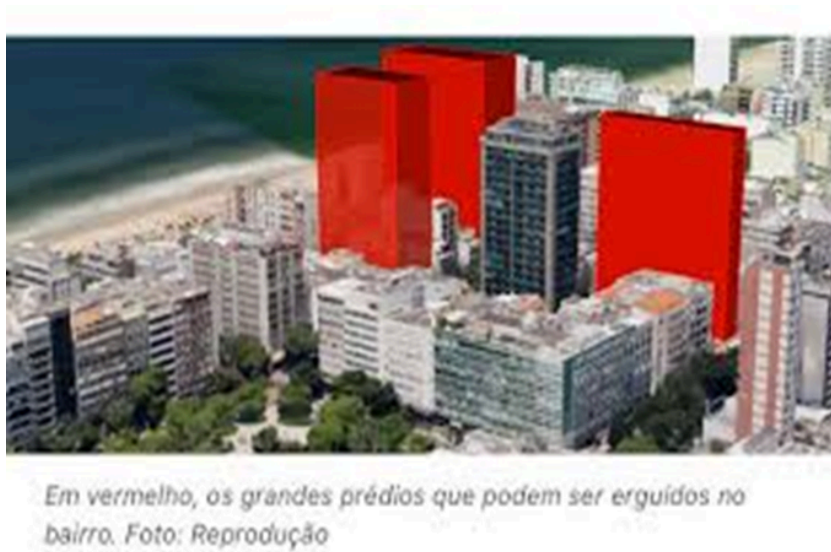 Em vermelho, os grandes prédios que podem ser erguidos no
bairro. Foto: Reprodução